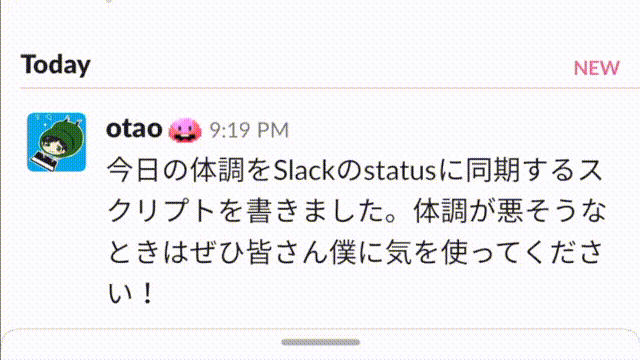 Today
NEW
otao 9:19 PM
今日の体調をSlackのstatusに同期するス
クリプトを書きました。体調が悪そうな
ときはぜひ皆さん僕に気を使ってくださ
い！